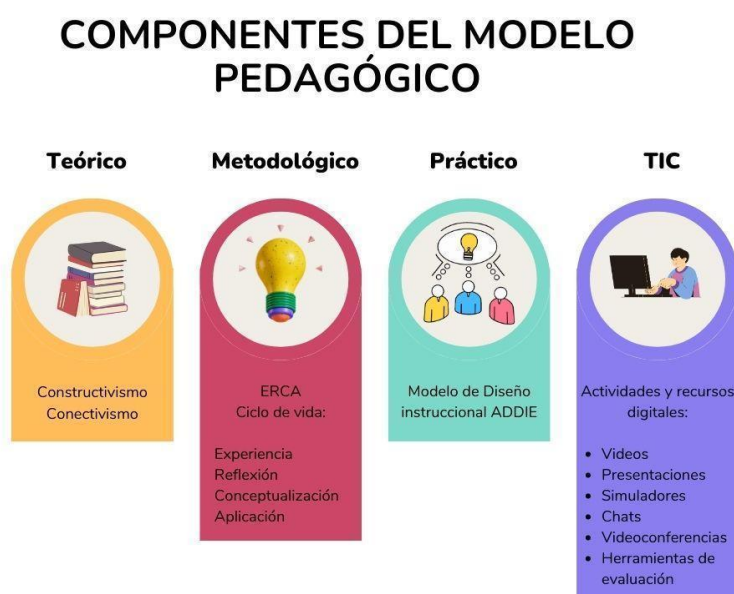 COMPONENTES DEL MODELO
PEDAGÓGICO
Teórico
Constructivismo
Conectivismo
Metodológico
ERCA
Ciclo de vida:
Experiencia
Reflexión
Conceptualización
Aplicación
Práctico
Modelo de Diseño
instruccional ADDIE
TIC
Actividades y recursos
digitales:
• Videos
• Presentaciones
• Simuladores
• Chats
• Videoconferencias
• Herramientas de
evaluación